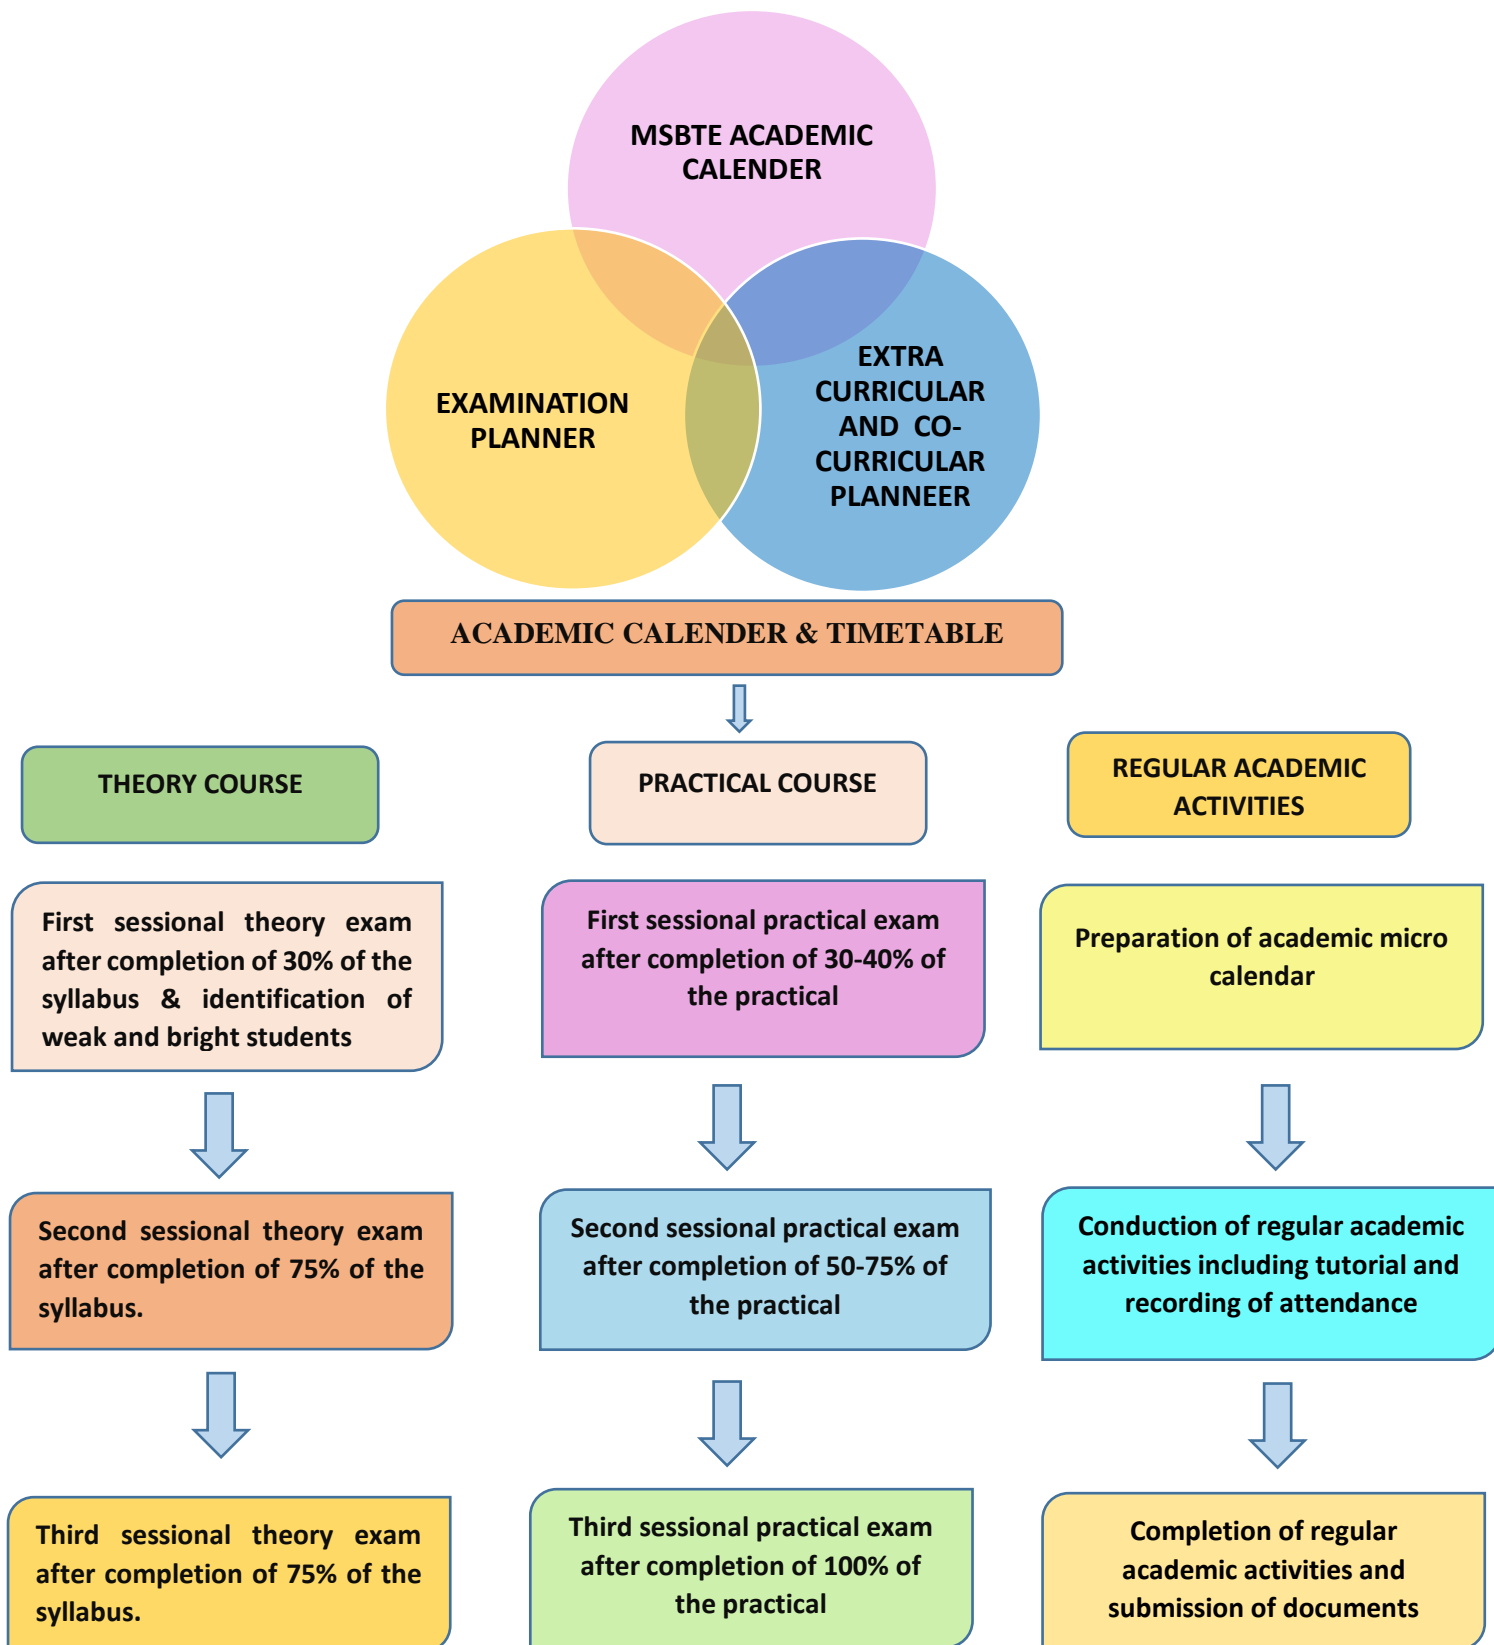 MSBTE ACADEMIC
CALENDER
EXAMINATION
PLANNER
EXTRA
CURRICULAR
AND CO-
CURRICULAR
PLANNEER
ACADEMIC CALENDER & TIMETABLE
THEORY COURSE
PRACTICAL COURSE
REGULAR ACADEMIC
ACTIVITIES
First sessional theory exam
after completion of 30% of the
syllabus & identification of
weak and bright students
First sessional practical exam
after completion of 30-40% of
the practical
Preparation of academic micro
calendar
Second sessional theory exam
after completion of 75% of the
syllabus.
Second sessional practical exam
after completion of 50-75% of
the practical
Conduction of regular academic
activities including tutorial and
recording of attendance
Third sessional theory exam
after completion of 75% of the
syllabus.
Third sessional practical exam
after completion of 100% of
the practical
Completion of regular
academic activities and
submission of documents